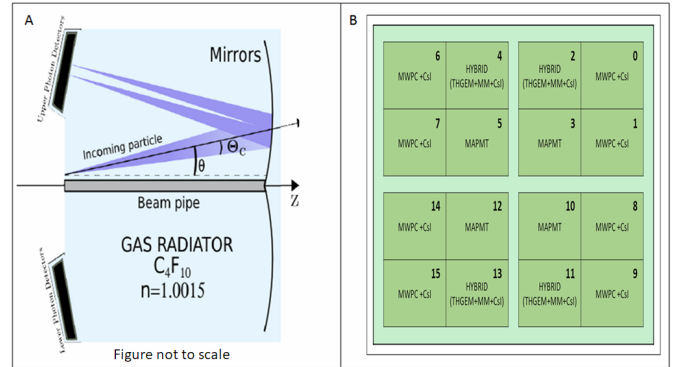 A
Upper Photon Detectors
Mirrors
Incoming particle
Θc
θ
Beam pipe
Z
GAS RADIATOR
C4F10
n=1.0015
Lower Photon Detectors
Figure not to scale
B
6 4 2 0
MWPC +CsI HYBRID (THGEM+MM+CsI) HYBRID (THGEM+MM+CsI) MWPC +CsI
7 5 3 1
MWPC +CsI MAPMT MAPMT MWPC +CsI
14 12 10 8
MWPC +CsI MAPMT MAPMT MWPC +CsI
15 13 11 9
MWPC +CsI HYBRID (THGEM+MM+CsI) HYBRID (THGEM+MM+CsI) MWPC +CsI